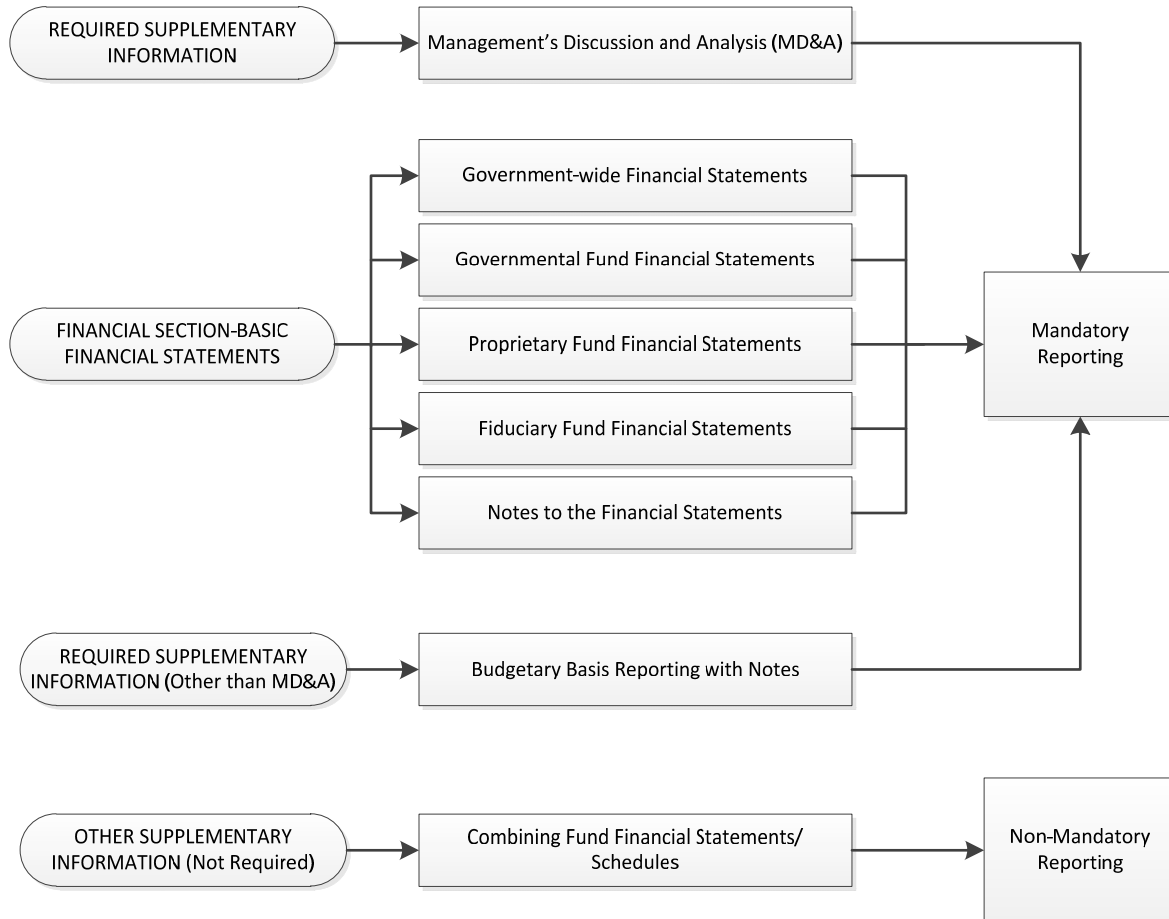 REQUIRED SUPPLEMENTARY
INFORMATION
Management’s Discussion and Analysis (MD&A)
Government-wide Financial Statements
Governmental Fund Financial Statements
FINANCIAL SECTION-BASIC
FINANCIAL STATEMENTS
Proprietary Fund Financial Statements
Mandatory
Reporting
Fiduciary Fund Financial Statements
Notes to the Financial Statements
REQUIRED SUPPLEMENTARY
INFORMATION (Other than MD&A)
Budgetary Basis Reporting with Notes
OTHER SUPPLEMENTARY
INFORMATION (Not Required)
Combining Fund Financial Statements/
Schedules
Non-Mandatory
Reporting